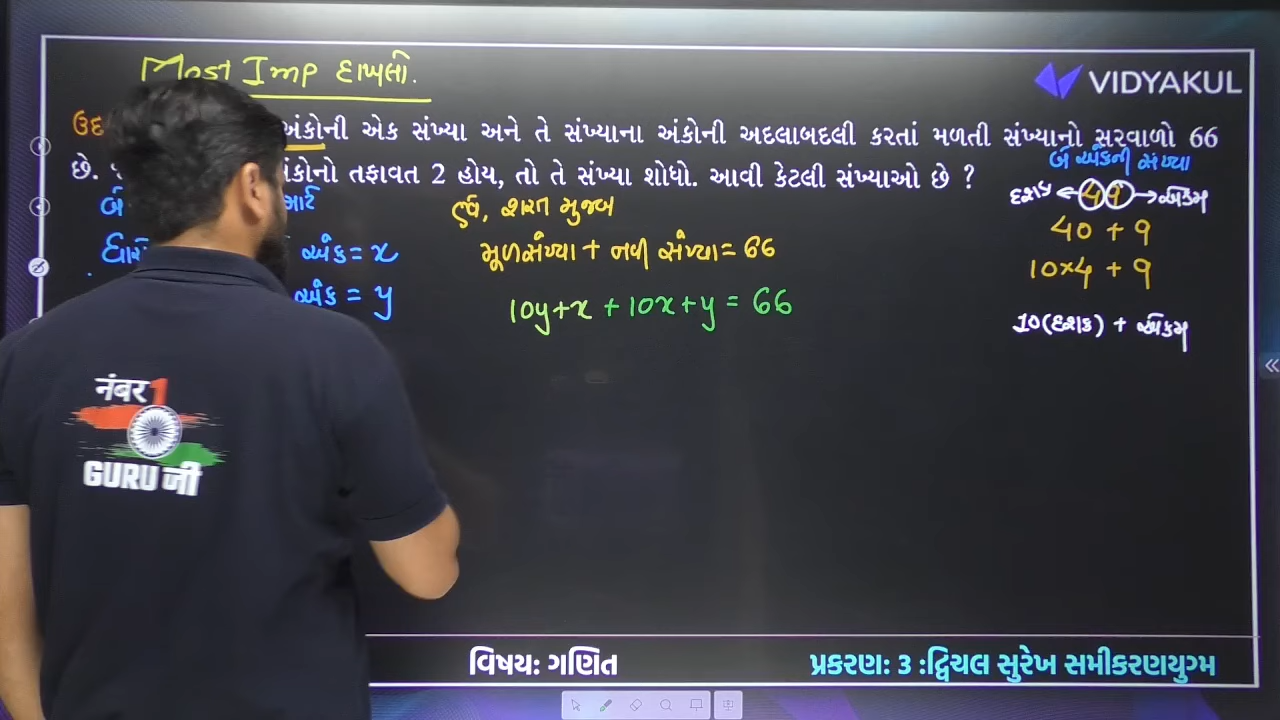 Most Imp દાખલો.
VIDYAKUL
અંકોની એક સંખ્યા અને તે સંખ્યાના અંકોની અદલાબદલી કરતાં મળતી સંખ્યાનો સરવાળો 66
છે. અંકોનો તફાવત 2 હોય, તો તે સંખ્યા શોધો. આવી કેટલી સંખ્યાઓ છે ?
બે અંકની સંખ્યા
દશક ← 49 → એકમ
40 + 9
10×4 + 9
10(દશક) + એકમ
હવે, શરત મુજબ
અંક = x
મૂળસંખ્યા + નવી સંખ્યા = 66
અંક = y
10y+x + 10x+y = 66
नंबर 1
GURU जी
વિષય: ગણિત
પ્રકરણ: 3 :દ્વિચલ સુરેખ સમીકરણયુગ્મ